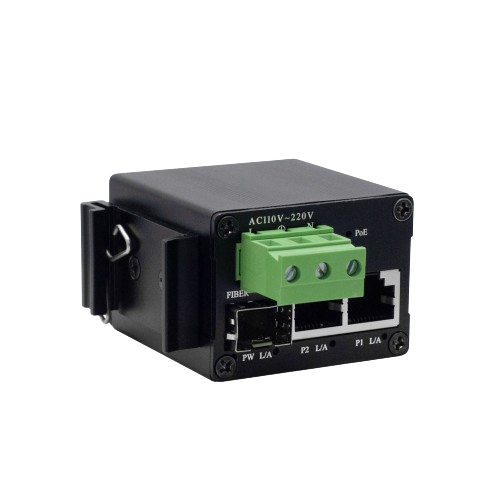 AC110V~220V
L N
PoE
FIBER
PW L/A
P2 L/A
P1 L/A